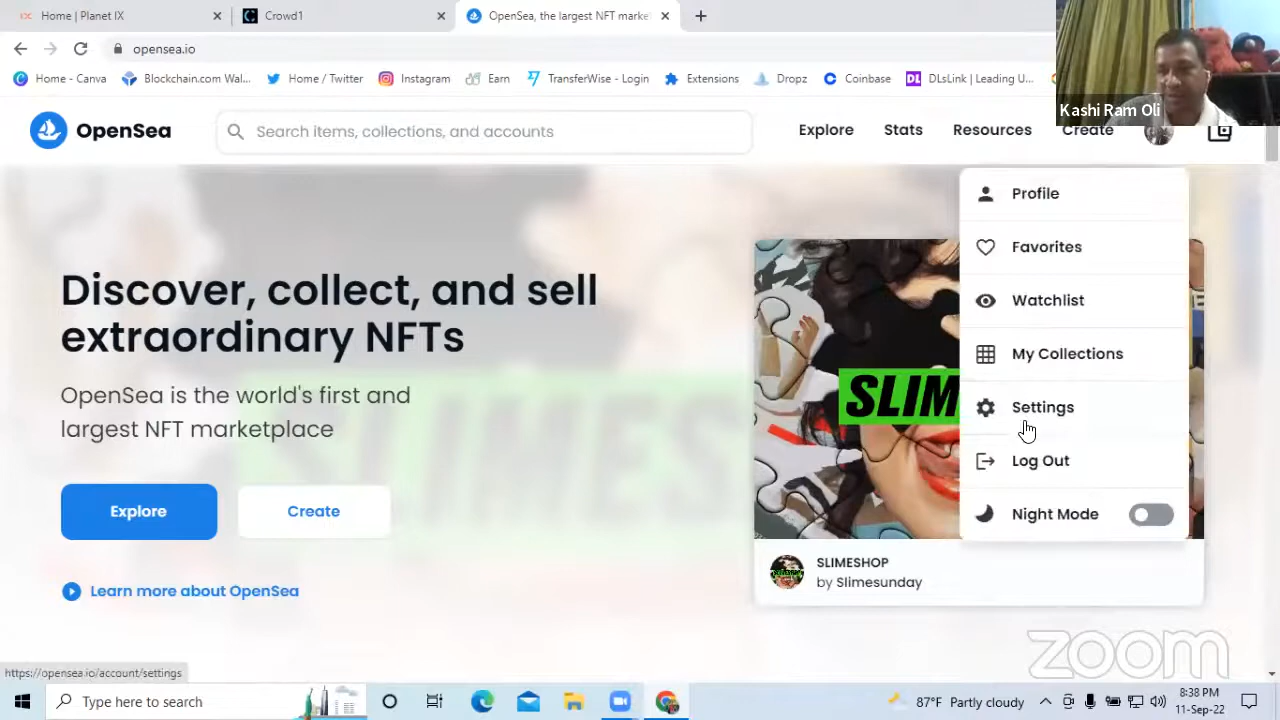 Home | Planet IX
Crowd1
OpenSea, the largest NFT marke
opensea.io
Home - Canva
Blockchain.com Wal...
Home / Twitter
Instagram
Earn
TransferWise - Login
Extensions
Dropz
Coinbase
DL
DLsLink | Leading U...
Kashi Ram Oli
OpenSea
Search items, collections, and accounts
Explore
Stats
Resources
Create
Profile
Favorites
Watchlist
My Collections
Settings
Log Out
Night Mode
Discover, collect, and sell
extraordinary NFTs
OpenSea is the world's first and
largest NFT marketplace
Explore
Create
Learn more about OpenSea
SLIM
SLIMESHOP
by Slimesunday
zoom
https://opensea.io/account/settings
Type here to search
87°F Partly cloudy
8:38 PM
11-Sep-22